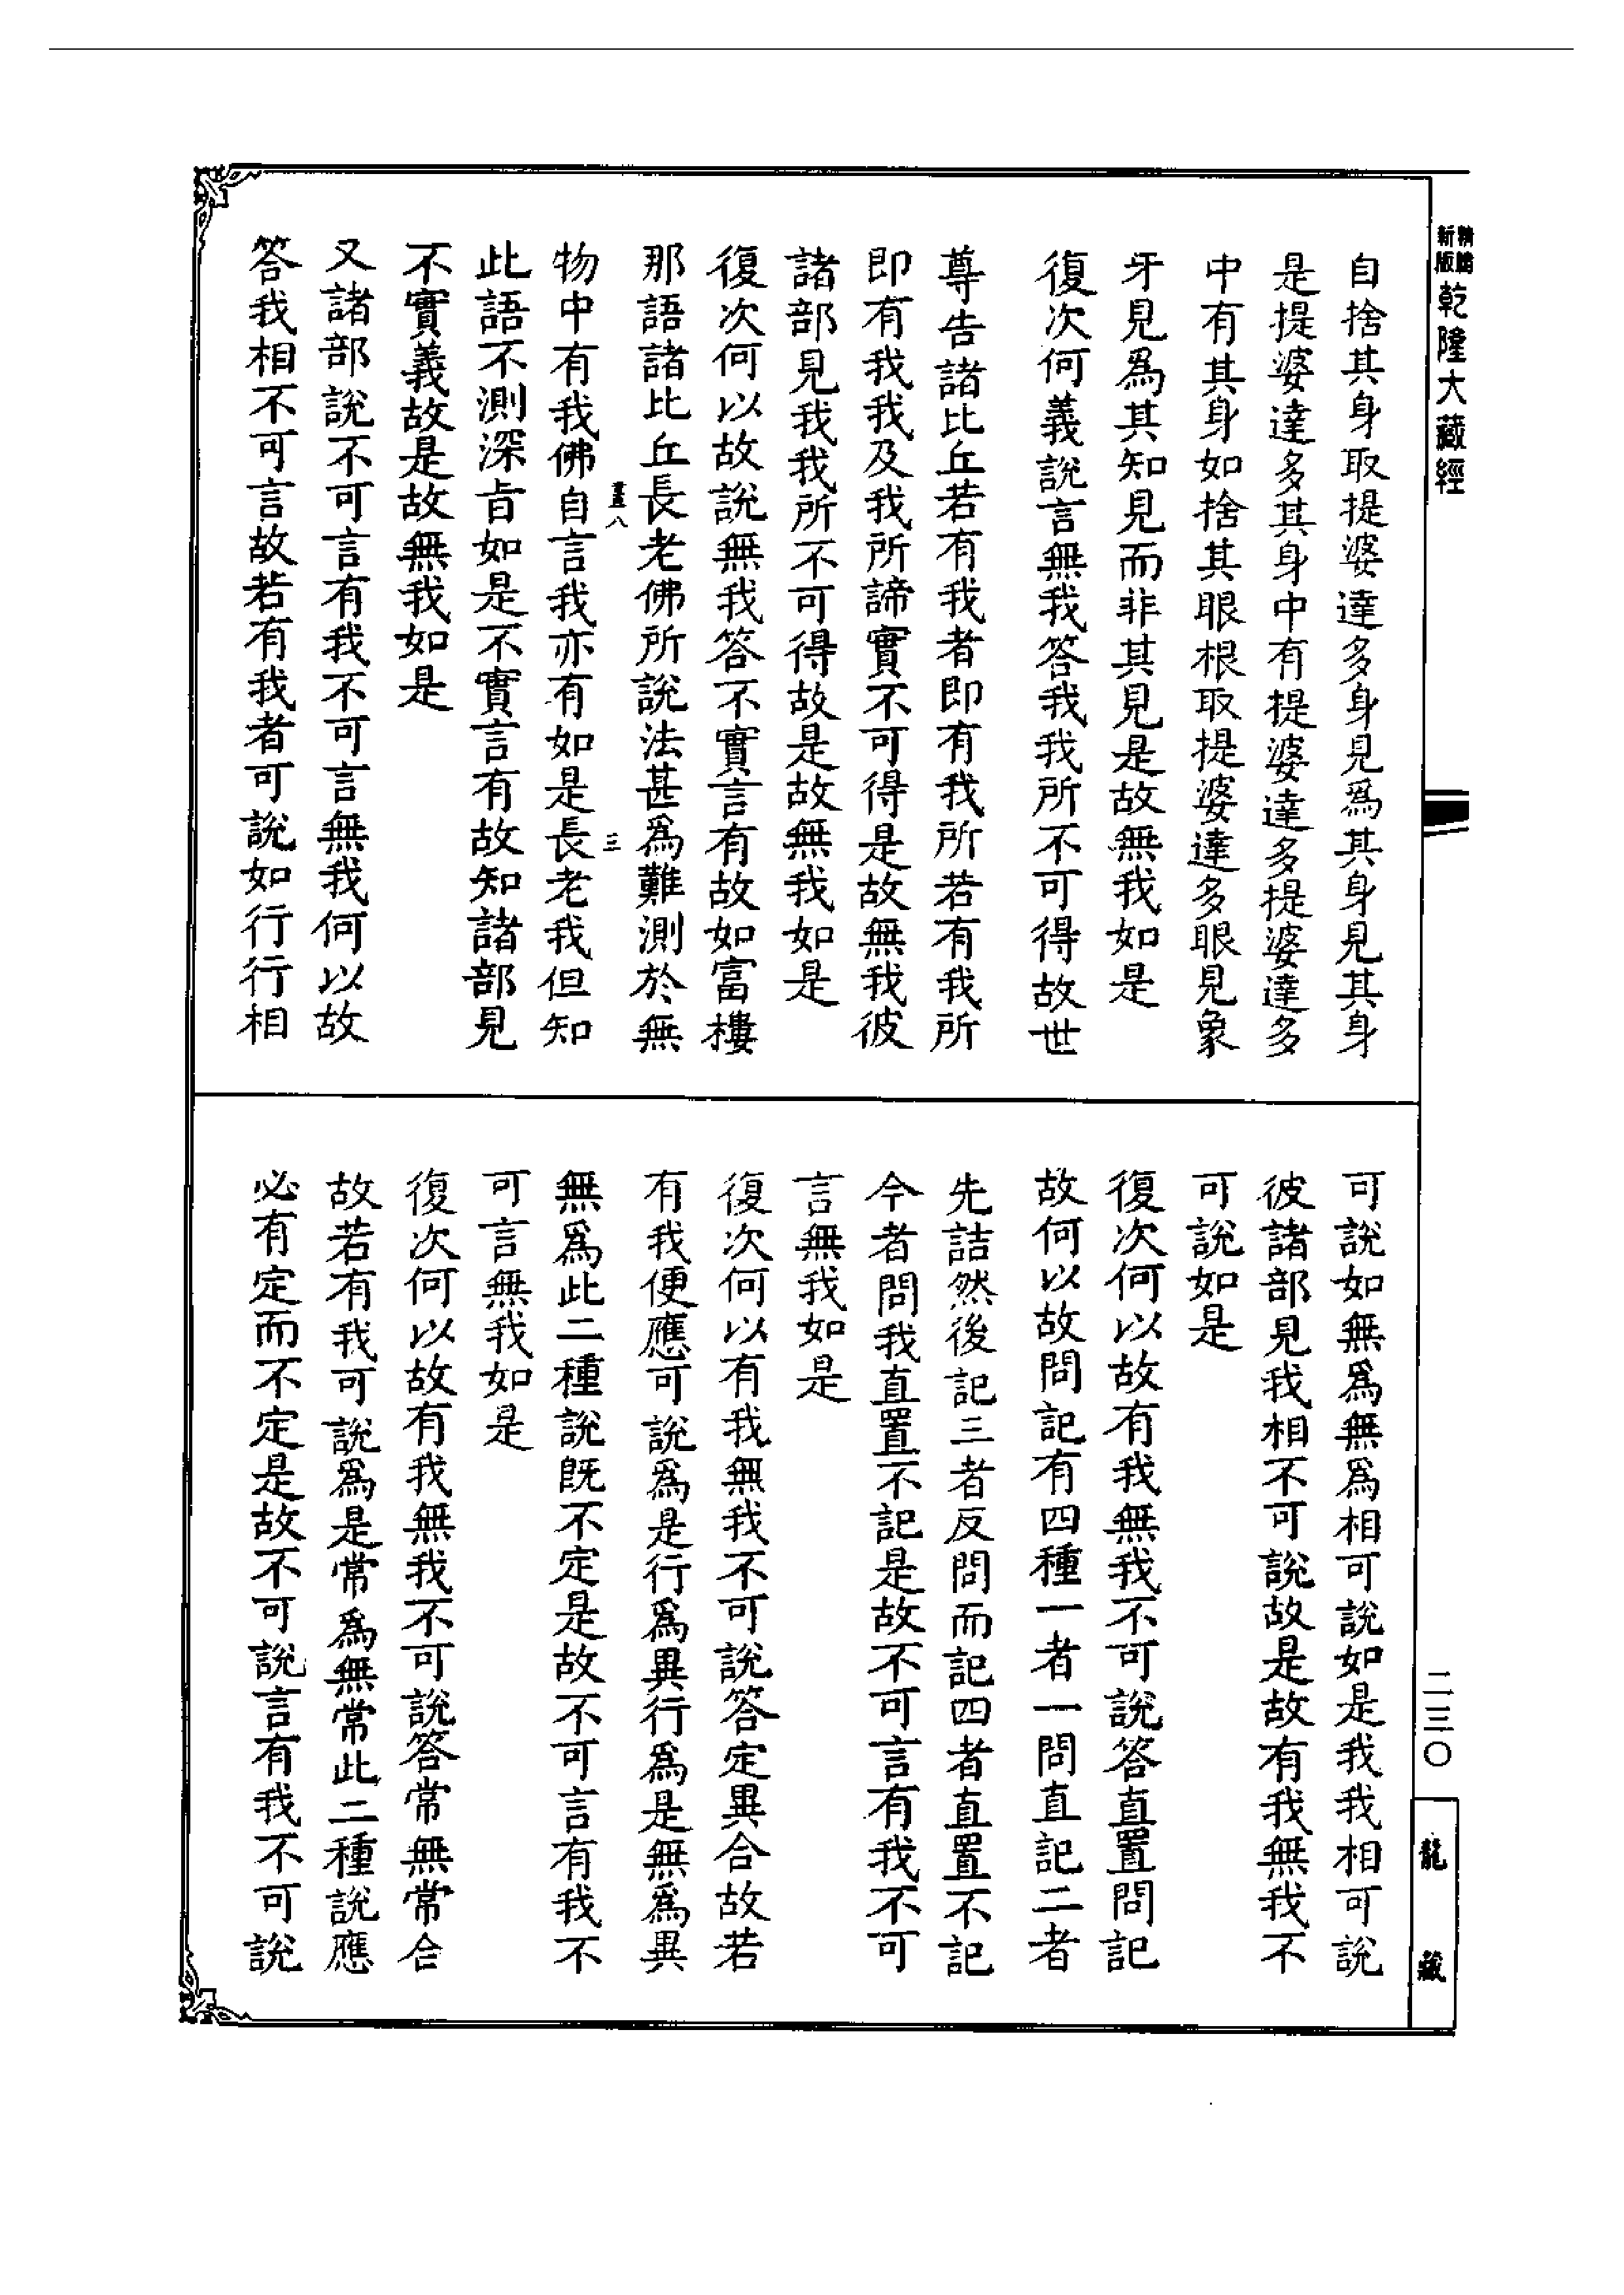 新版
精縮
乾隆大藏經
自捨其身取提婆達多身見為其身見其身
是提婆達多其身中有提婆達多提婆達多
中有其身如捨其眼根取提婆達多眼見象
牙見為其知見見而非其見是故無我如是
復次何義說言無我答我我所不可得故世
尊告諸比丘若有我者即有我所若有我所
即有我我及我所諦實不可得是故無我彼
諸部見我我所不可得故是故無我如是
復次何以故說無我答不實言有故如富樓
那語諸比丘長老佛所說法甚為難測於無
畫八
三
物中有我佛自言我亦有如是長老我但知
此語不測深旨如是不實言有故知諸部見
不實義故是故無我如是
又諸部說不可言有我不可言無我何以故
答我相不可言故若有我者可說如行行相
可說如無為無為相可說如是我我相可說
彼諸部見我相不可說故是故有我無我不
可說如是
復次何以故有我無我不可說答直置問記
故何以故問記有四種一者一問直記二者
先詰然後記三者反問而記四者直置不記
今者問我直置不記是故不可言有我不可
言無我如是
復次何以有我無我不可說答定異合故若
有我便應可說為是行為異行為是無為異
無為此二種說既不定是故不可言有我不
可言無我如是
復次何以故有我無我不可說答常無常合
故若有我可說為是常為無常此二種說應
必有定而不定是故不可說言有我不可說
二三〇
龍藏